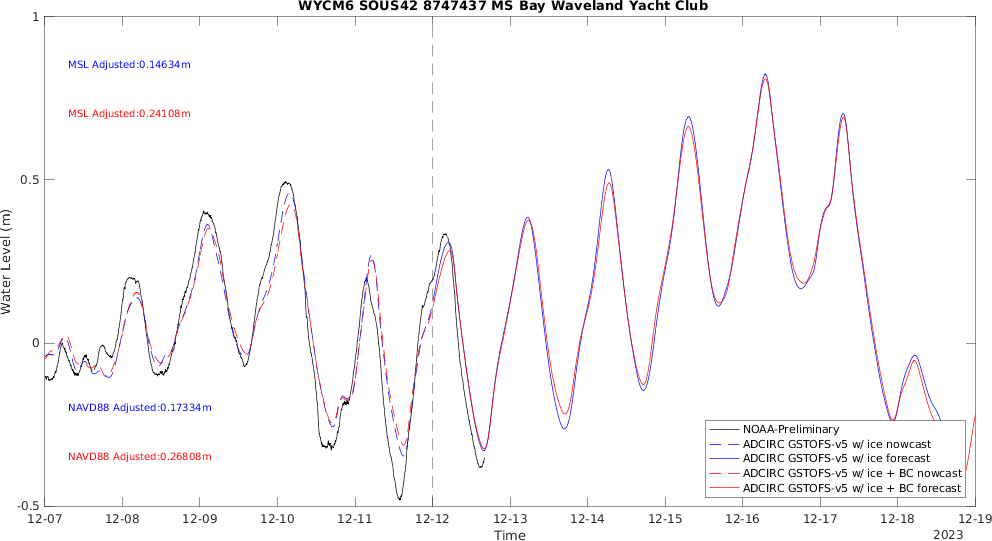 WYCM6 SOUS42 8747437 MS Bay Waveland Yacht Club
1
MSL Adjusted:0.14634m
MSL Adjusted:0.24108m
0.5
Water Level (m)
0
NAVD88 Adjusted:0.17334m
NAVD88 Adjusted:0.26808m
NOAA-Preliminary
ADCIRC GSTOFS-v5 w/ ice nowcast
ADCIRC GSTOFS-v5 w/ ice forecast
ADCIRC GSTOFS-v5 w/ ice + BC nowcast
ADCIRC GSTOFS-v5 w/ ice + BC forecast
-0.5
12-07 12-08 12-09 12-10 12-11 12-12 12-13 12-14 12-15 12-16 12-17 12-18 12-19
Time
2023